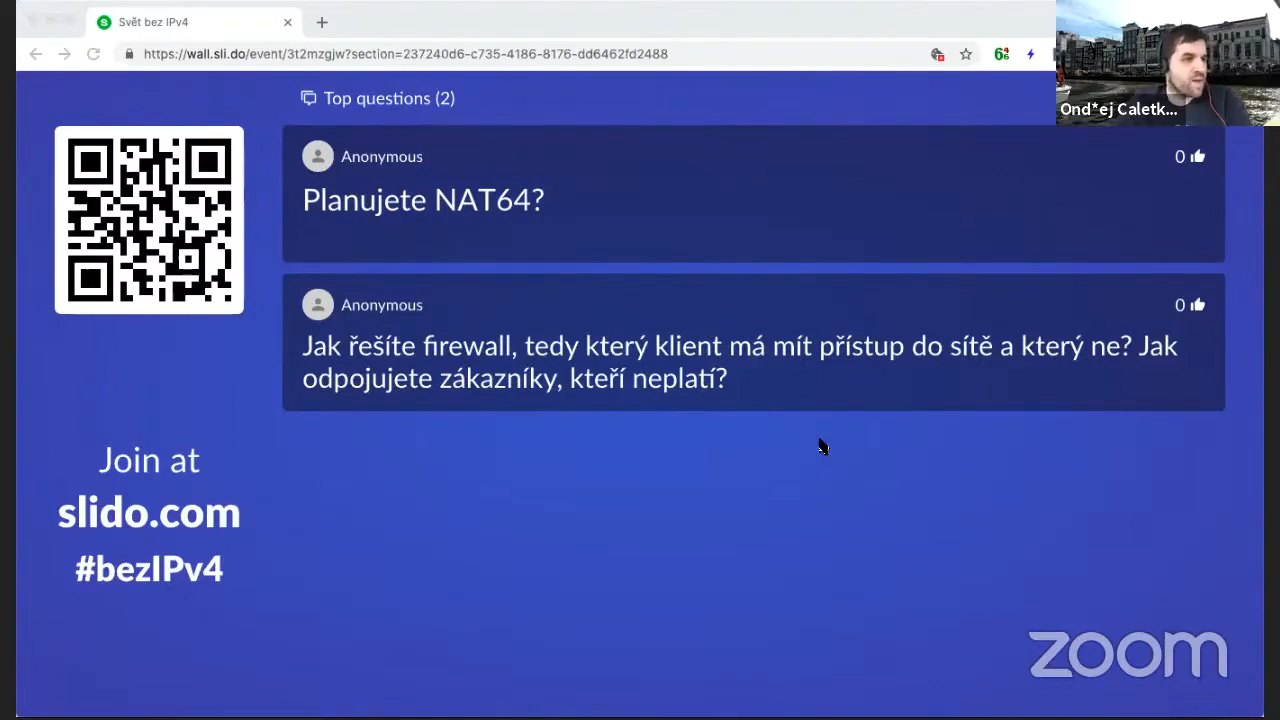 Svět bez IPv4
https://wall.sli.do/event/3t2mzgjw?section=237240d6-c735-4186-8176-dd6462fd2488
Ond*ej Caletk...
Top questions (2)
Anonymous
0
Planujete NAT64?
Anonymous
0
Jak řešíte firewall, tedy který klient má mít přístup do sítě a který ne? Jak
odpojujete zákazníky, kteří neplatí?
Join at
slido.com
#bezIPv4
zoom